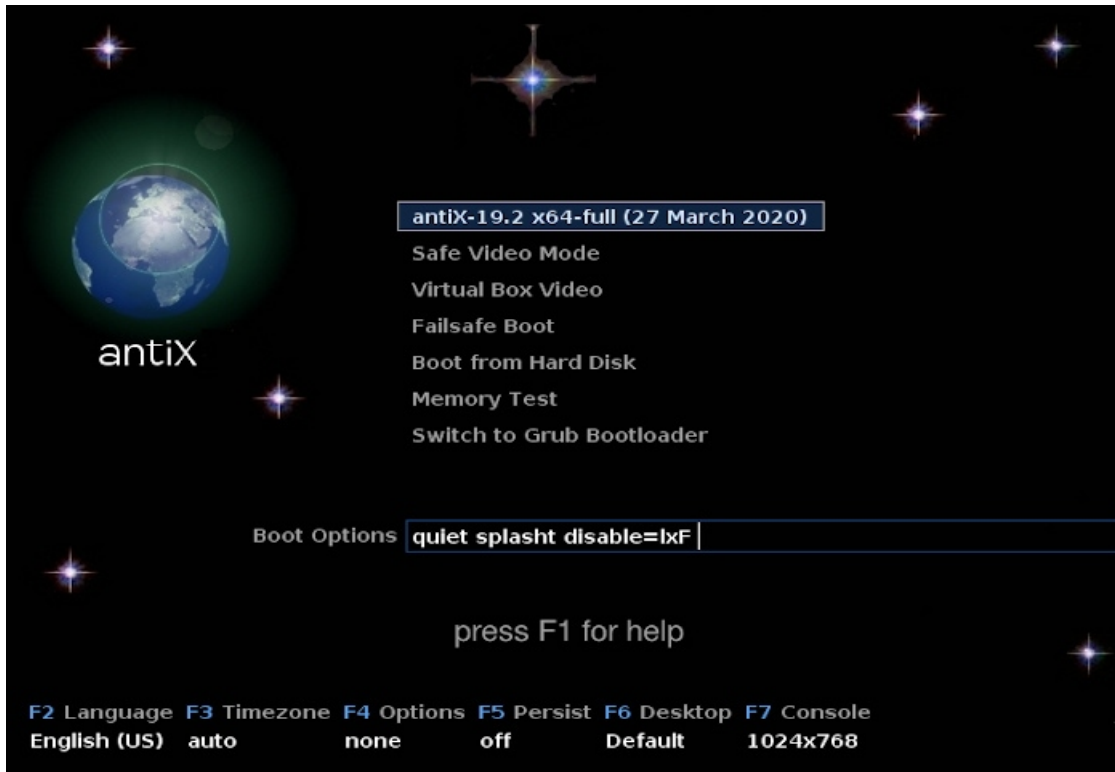 antiX-19.2 x64-full (27 March 2020)
Safe Video Mode
Virtual Box Video
Failsafe Boot
antiX
Boot from Hard Disk
Memory Test
Switch to Grub Bootloader
Boot Options quiet splasht disable=lxF
press F1 for help
F2 Language F3 Timezone F4 Options F5 Persist F6 Desktop F7 Console
English (US) auto none off Default 1024x768